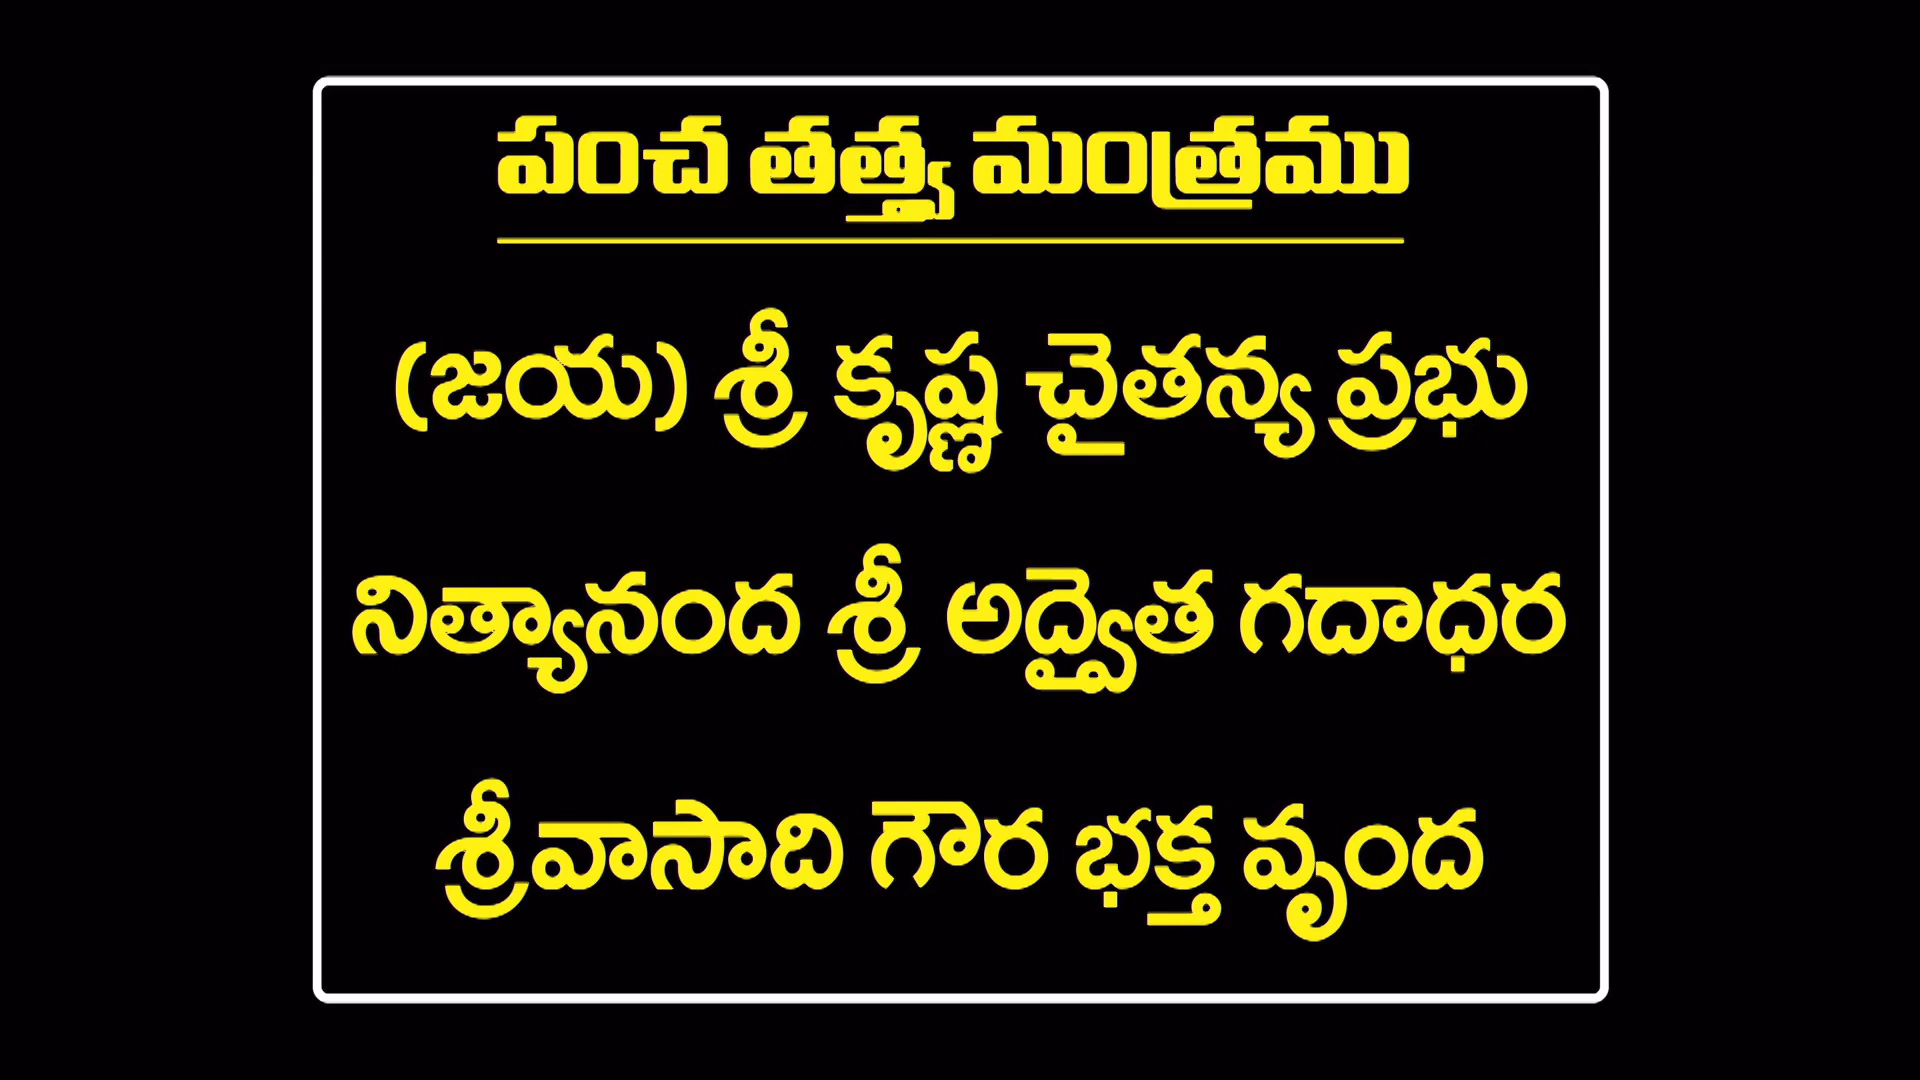 పంచ తత్త్వ మంత్రము
(జయ) శ్రీ కృష్ణ చైతన్య ప్రభు
నిత్యానంద శ్రీ అద్వైత గదాధర
శ్రీవాసాది గౌర భక్త వృంద